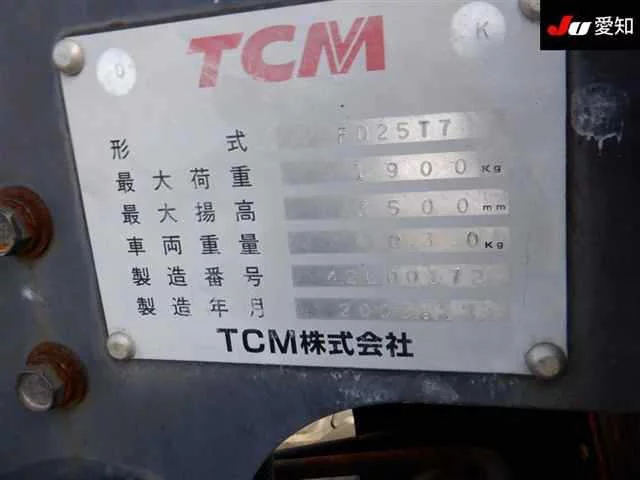 JU 愛知
TCM
O
K
形式 FD25T7
最大荷重 1900 Kg
最大揚高 500 mm
車両重量 Kg
製造番号
製造年月
TCM株式会社